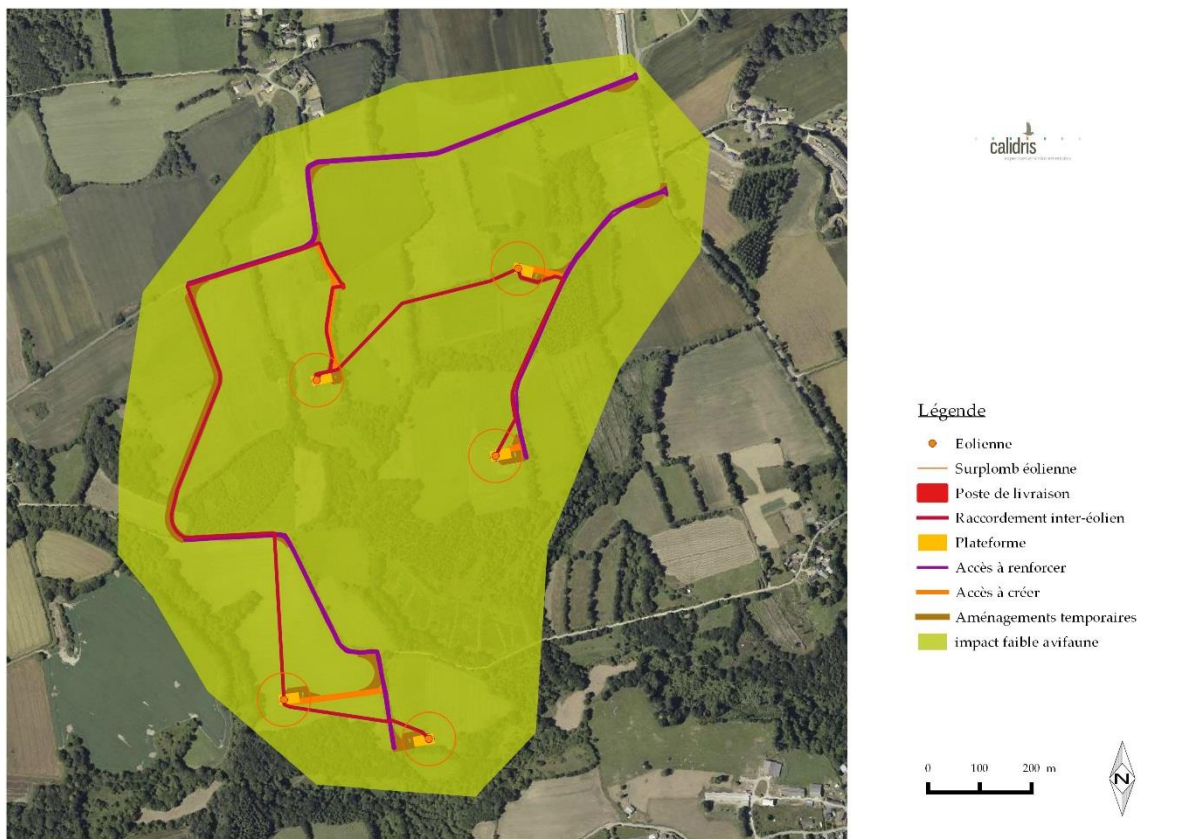 calidris
Légende
Eolienne
Surplomb éolienne
Poste de livraison
Raccordement inter-éolien
Plateforme
Accès à renforcer
Accès à créer
Aménagements temporaires
impact faible avifaune
0 100 200 m
N